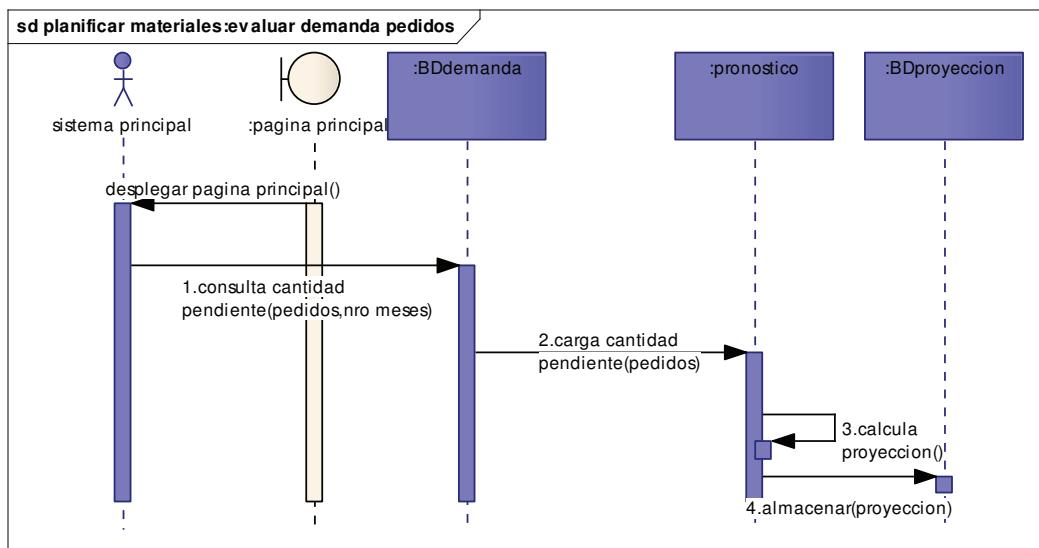 sd planificar materiales:evaluar demanda pedidos
sistema principal
:pagina principal
:BDdemanda
:pronostico
:BDproyeccion
desplegar pagina principal()
1.consulta cantidad
pendiente(pedidos,nro meses)
2.carga cantidad
pendiente(pedidos)
3.calcula
proyeccion()
4.almacenar(proyeccion)